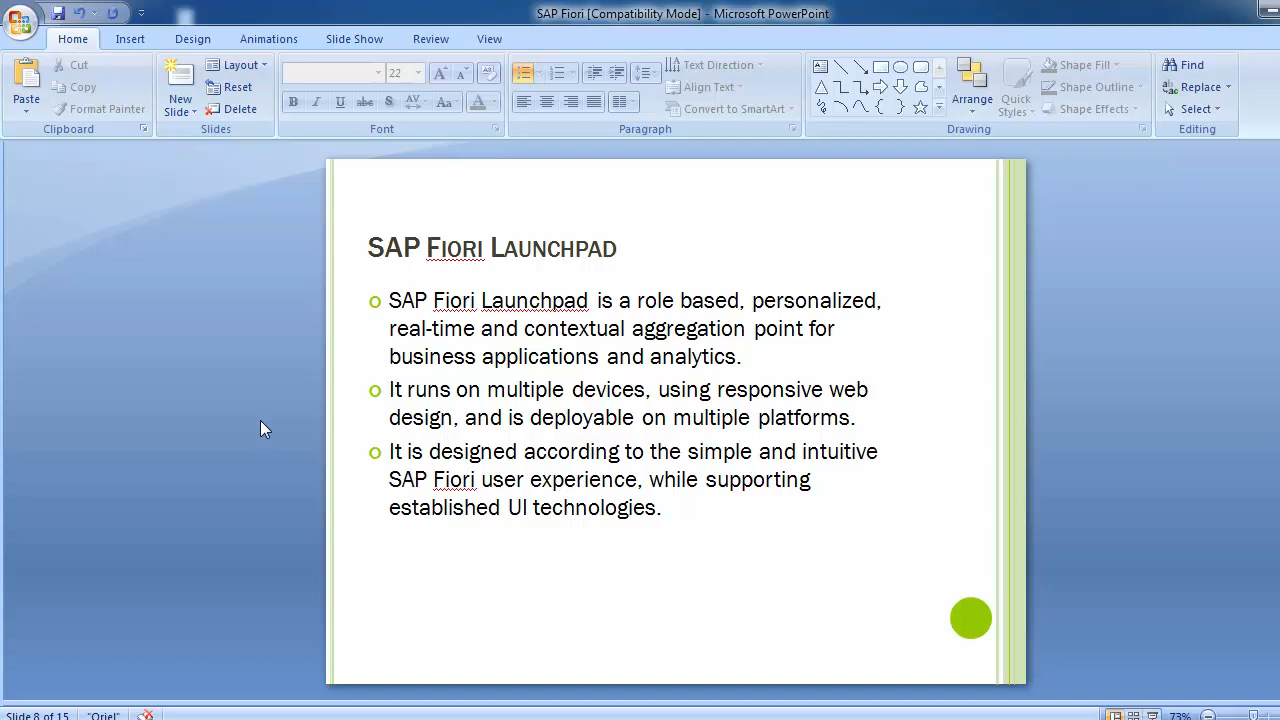 SAP Fiori [Compatibility Mode] - Microsoft PowerPoint
Home Insert Design Animations Slide Show Review View
Paste Cut Copy Format Painter
Clipboard
New Slide Layout Reset Delete
Slides
22
B I U abc S AV Aa A
Font
Text Direction Align Text Convert to SmartArt
Paragraph
Arrange Quick Styles Shape Fill Shape Outline Shape Effects
Drawing
Find Replace Select
Editing
SAP FIORI LAUNCHPAD
SAP Fiori Launchpad is a role based, personalized,
real-time and contextual aggregation point for
business applications and analytics.
It runs on multiple devices, using responsive web
design, and is deployable on multiple platforms.
It is designed according to the simple and intuitive
SAP Fiori user experience, while supporting
established UI technologies.
Slide 8 of 15 "Oriel" 73%